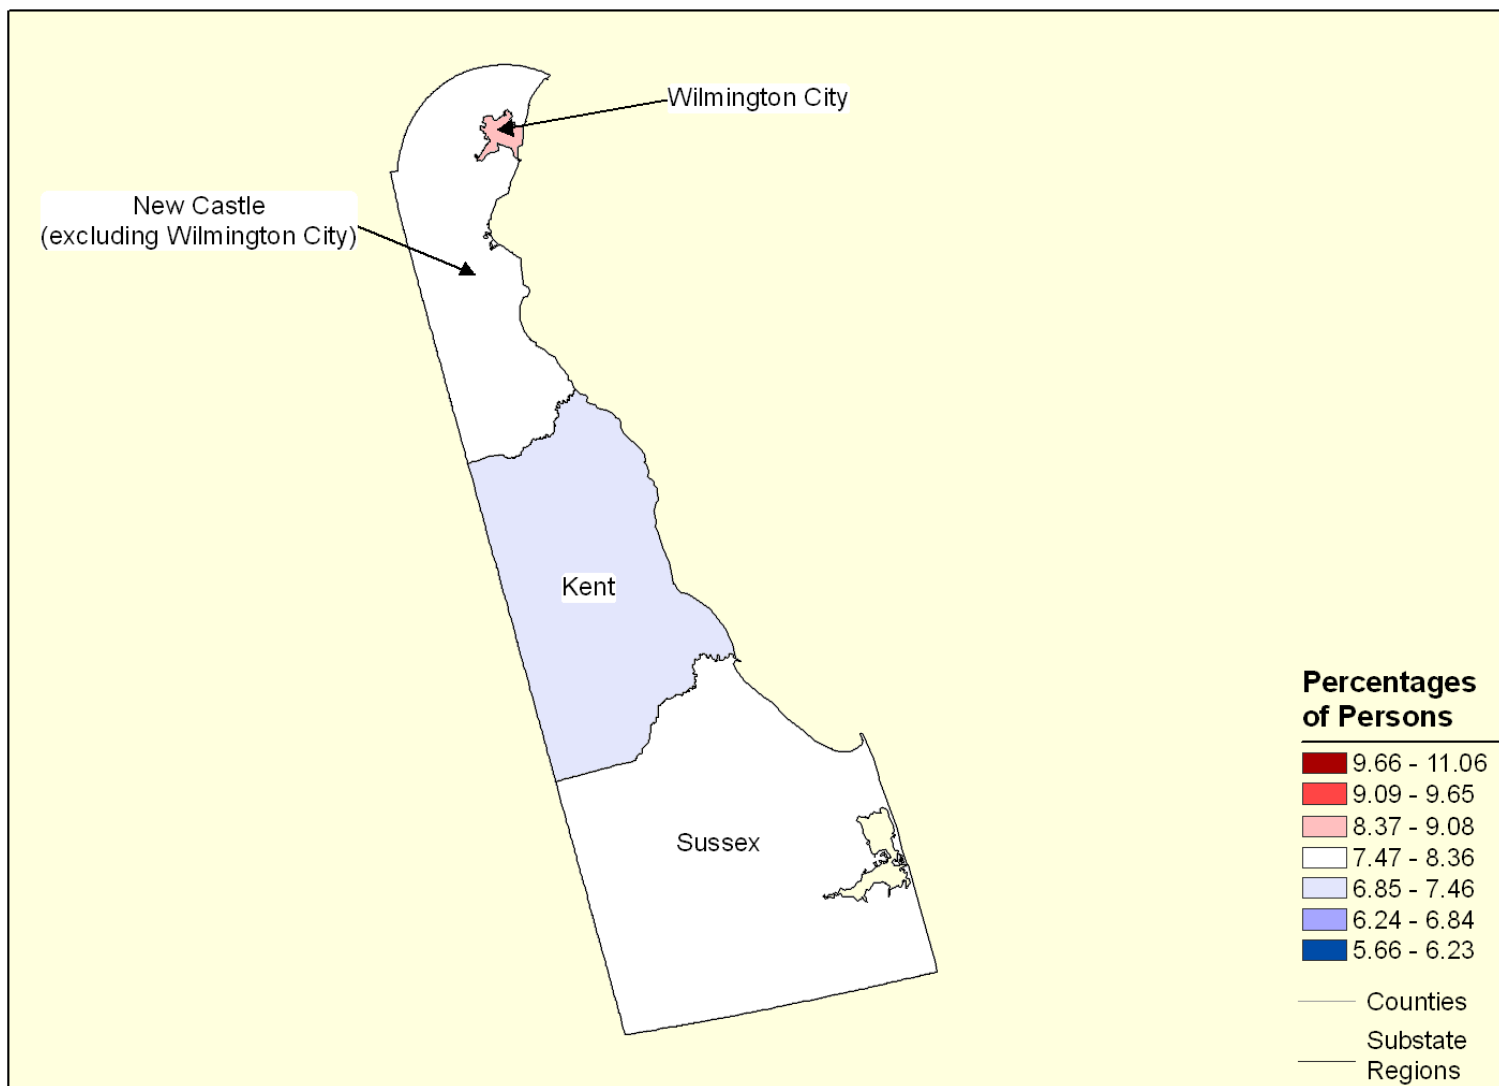 Wilmington City
New Castle
(excluding Wilmington City)
Kent
Sussex
Percentages
of Persons
9.66 - 11.06
9.09 - 9.65
8.37 - 9.08
7.47 - 8.36
6.85 - 7.46
6.24 - 6.84
5.66 - 6.23
Counties
Substate
Regions